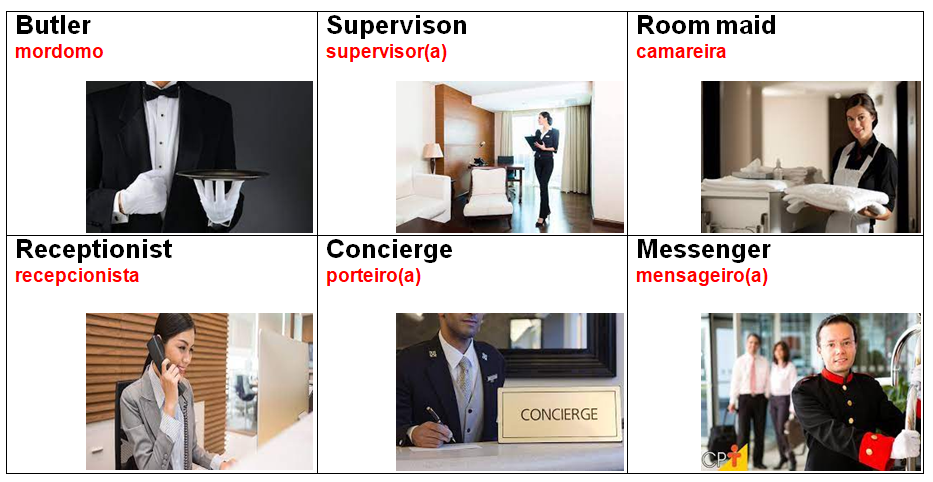 Butler
mordomo
Supervison
supervisor(a)
Room maid
camareira
Receptionist
recepcionista
Concierge
porteiro(a)
CONCIERGE
Messenger
mensageiro(a)
CPT